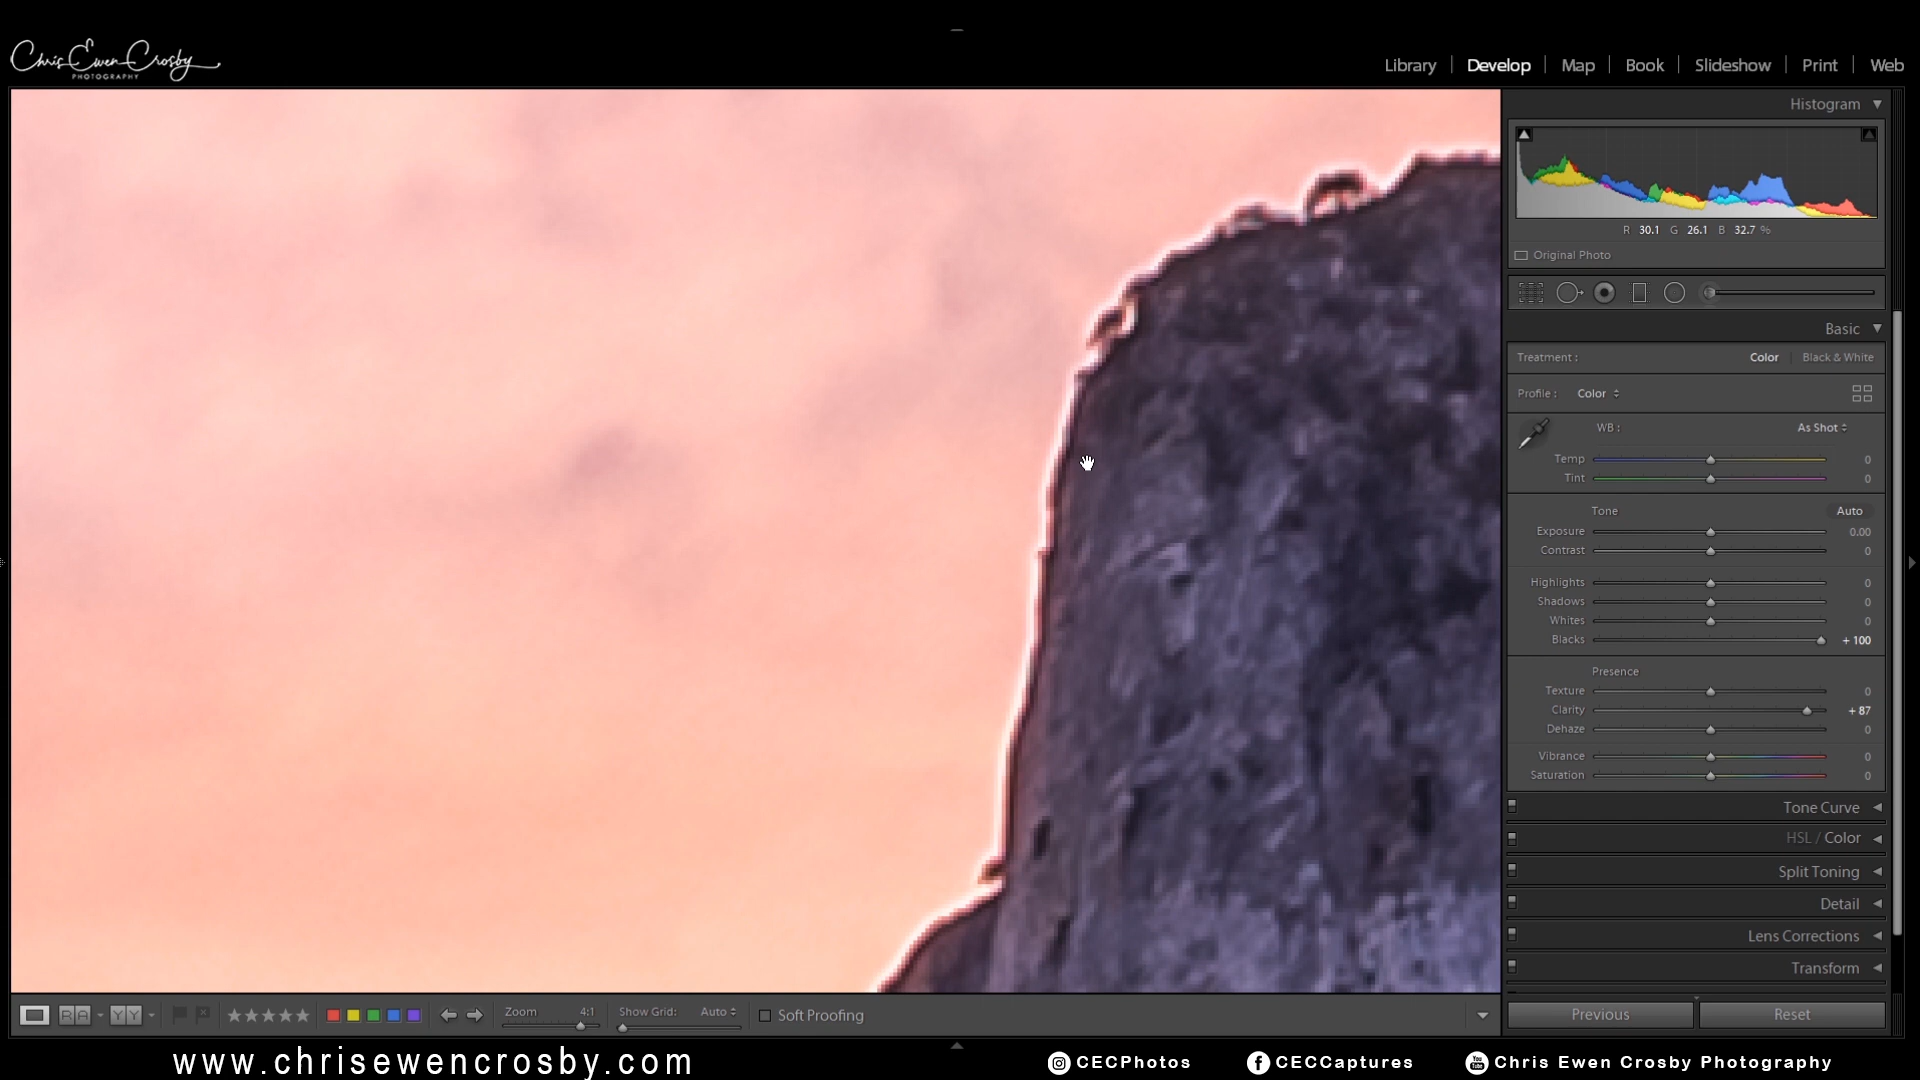 Chris Ewen Crosby
PHOTOGRAPHY
Library | Develop | Map | Book | Slideshow | Print | Web
Histogram
R 30.1 G 26.1 B 32.7 %
Original Photo
Basic
Treatment : Color | Black & White
Profile : Color
WB : As Shot
Temp 0
Tint 0
Tone Auto
Exposure 0.00
Contrast 0
Highlights 0
Shadows 0
Whites 0
Blacks + 100
Presence
Texture 0
Clarity + 87
Dehaze 0
Vibrance 0
Saturation 0
Tone Curve
HSL / Color
Split Toning
Detail
Lens Corrections
Transform
R A Y Y Zoom 4:1 Show Grid: Auto Soft Proofing
Previous Reset
www.chrisewencrosby.com CECPhotos CECCaptures Chris Ewen Crosby Photography